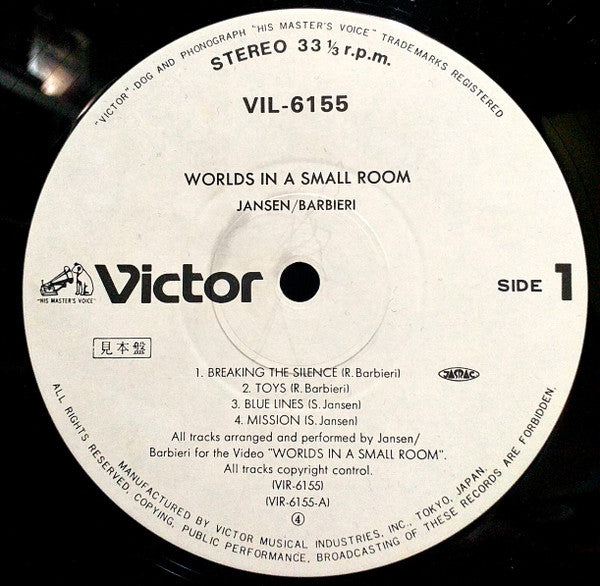 "VICTOR"-DOG AND PHONOGRAPH "HIS MASTER'S VOICE" TRADEMARKS REGISTERED
STEREO 33 ⅓ r.p.m.
VIL-6155
WORLDS IN A SMALL ROOM
JANSEN/BARBIERI
"HIS MASTER'S VOICE"
Victor
SIDE 1
見本盤
1. BREAKING THE SILENCE (R.Barbieri)
2. TOYS (R.Barbieri)
3. BLUE LINES (S.Jansen)
4. MISSION (S.Jansen)
JASRAC
All tracks arranged and performed by Jansen/
Barbieri for the Video "WORLDS IN A SMALL ROOM".
All tracks copyright control.
(VIR-6155)
(VIR-6155-A)
④
MANUFACTURED BY VICTOR MUSICAL INDUSTRIES, INC., TOKYO, JAPAN.
ALL RIGHTS RESERVED, COPYING, PUBLIC PERFORMANCE, BROADCASTING OF THESE RECORDS ARE FORBIDDEN.